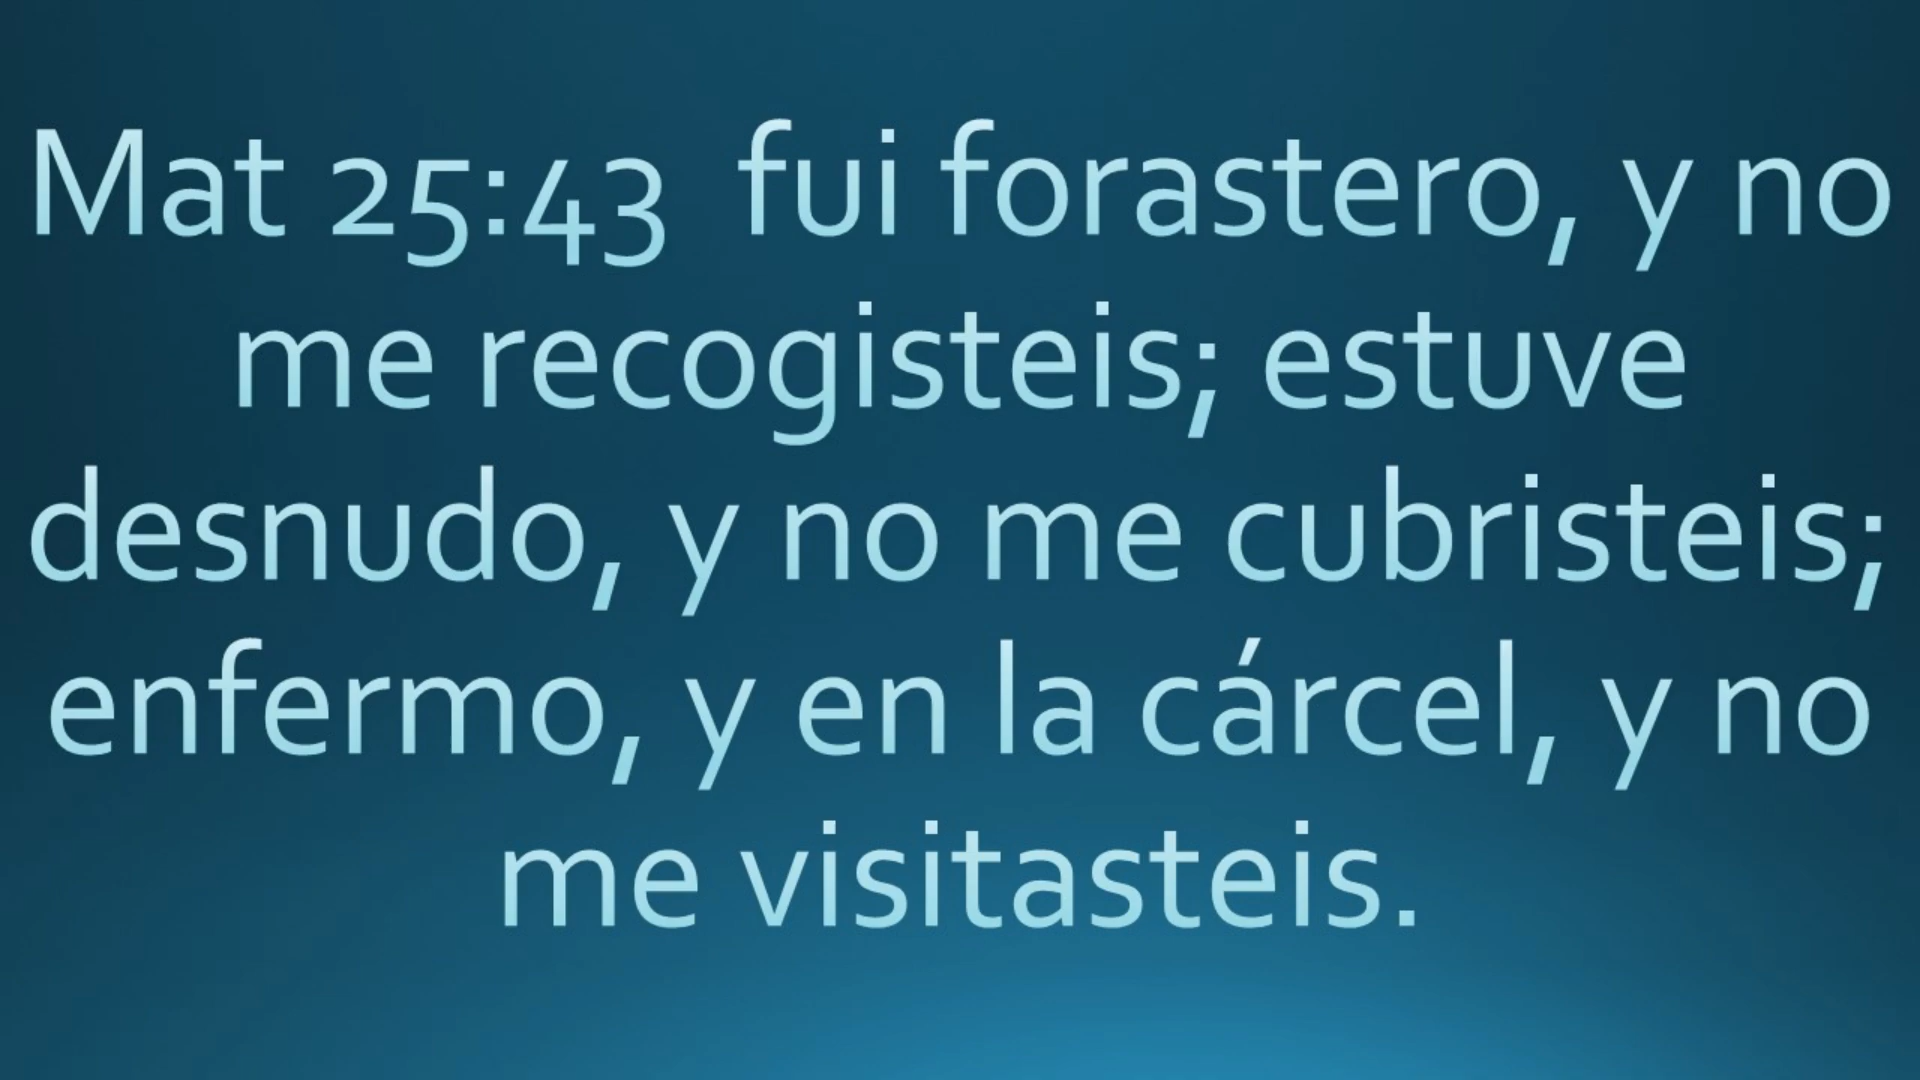 Mat 25:43  fui forastero, y no
me recogisteis; estuve
desnudo, y no me cubristeis;
enfermo, y en la cárcel, y no
me visitasteis.